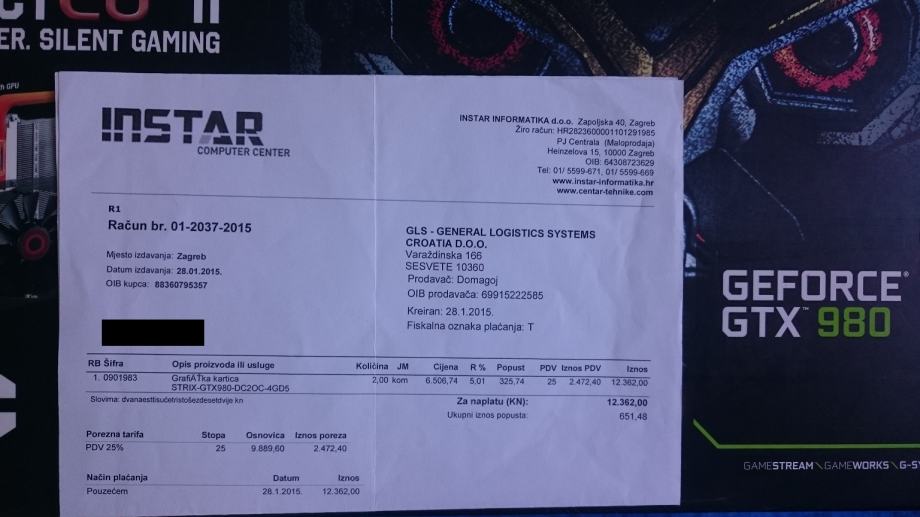 II
ER. SILENT GAMING
th GPU
INSTAR
COMPUTER CENTER
INSTAR INFORMATIKA d.o.o. Zapoljska 40, Zagreb
Žiro račun: HR2823600001101291985
PJ Centrala (Maloprodaja)
Heinzelova 15, 10000 Zagreb
OIB: 64308723629
Tel: 01/ 5599-671, 01/ 5599-669
www.instar-informatika.hr
www.centar-tehnike.com
R1
Račun br. 01-2037-2015
Mjesto izdavanja: Zagreb
Datum izdavanja: 28.01.2015.
OIB kupca: 88360795357
GLS - GENERAL LOGISTICS SYSTEMS
CROATIA D.O.O.
Varaždinska 166
SESVETE 10360
Prodavač: Domagoj
OIB prodavača: 69915222585
Kreiran: 28.1.2015.
Fiskalna oznaka plaćanja: T
RB Šifra Opis proizvoda ili usluge Količina JM Cijena R % Popust PDV Iznos PDV Iznos
1. 0901983 GrafiÄŤka kartica 2,00 kom 6.506,74 5,01 325,74 25 2.472,40 12.362,00
STRIX-GTX980-DC2OC-4GD5
Slovima: dvanaesttisućetristošezdesetdvije kn
Za naplatu (KN): 12.362,00
Ukupni iznos popusta: 651,48
Porezna tarifa Stopa Osnovica Iznos poreza
PDV 25% 25 9.889,60 2.472,40
Način plaćanja Datum Iznos
Pouzećem 28.1.2015. 12.362,00
GEFORCE®
GTX™ 980
GAMESTREAM\GAMEWORKS\G-SY